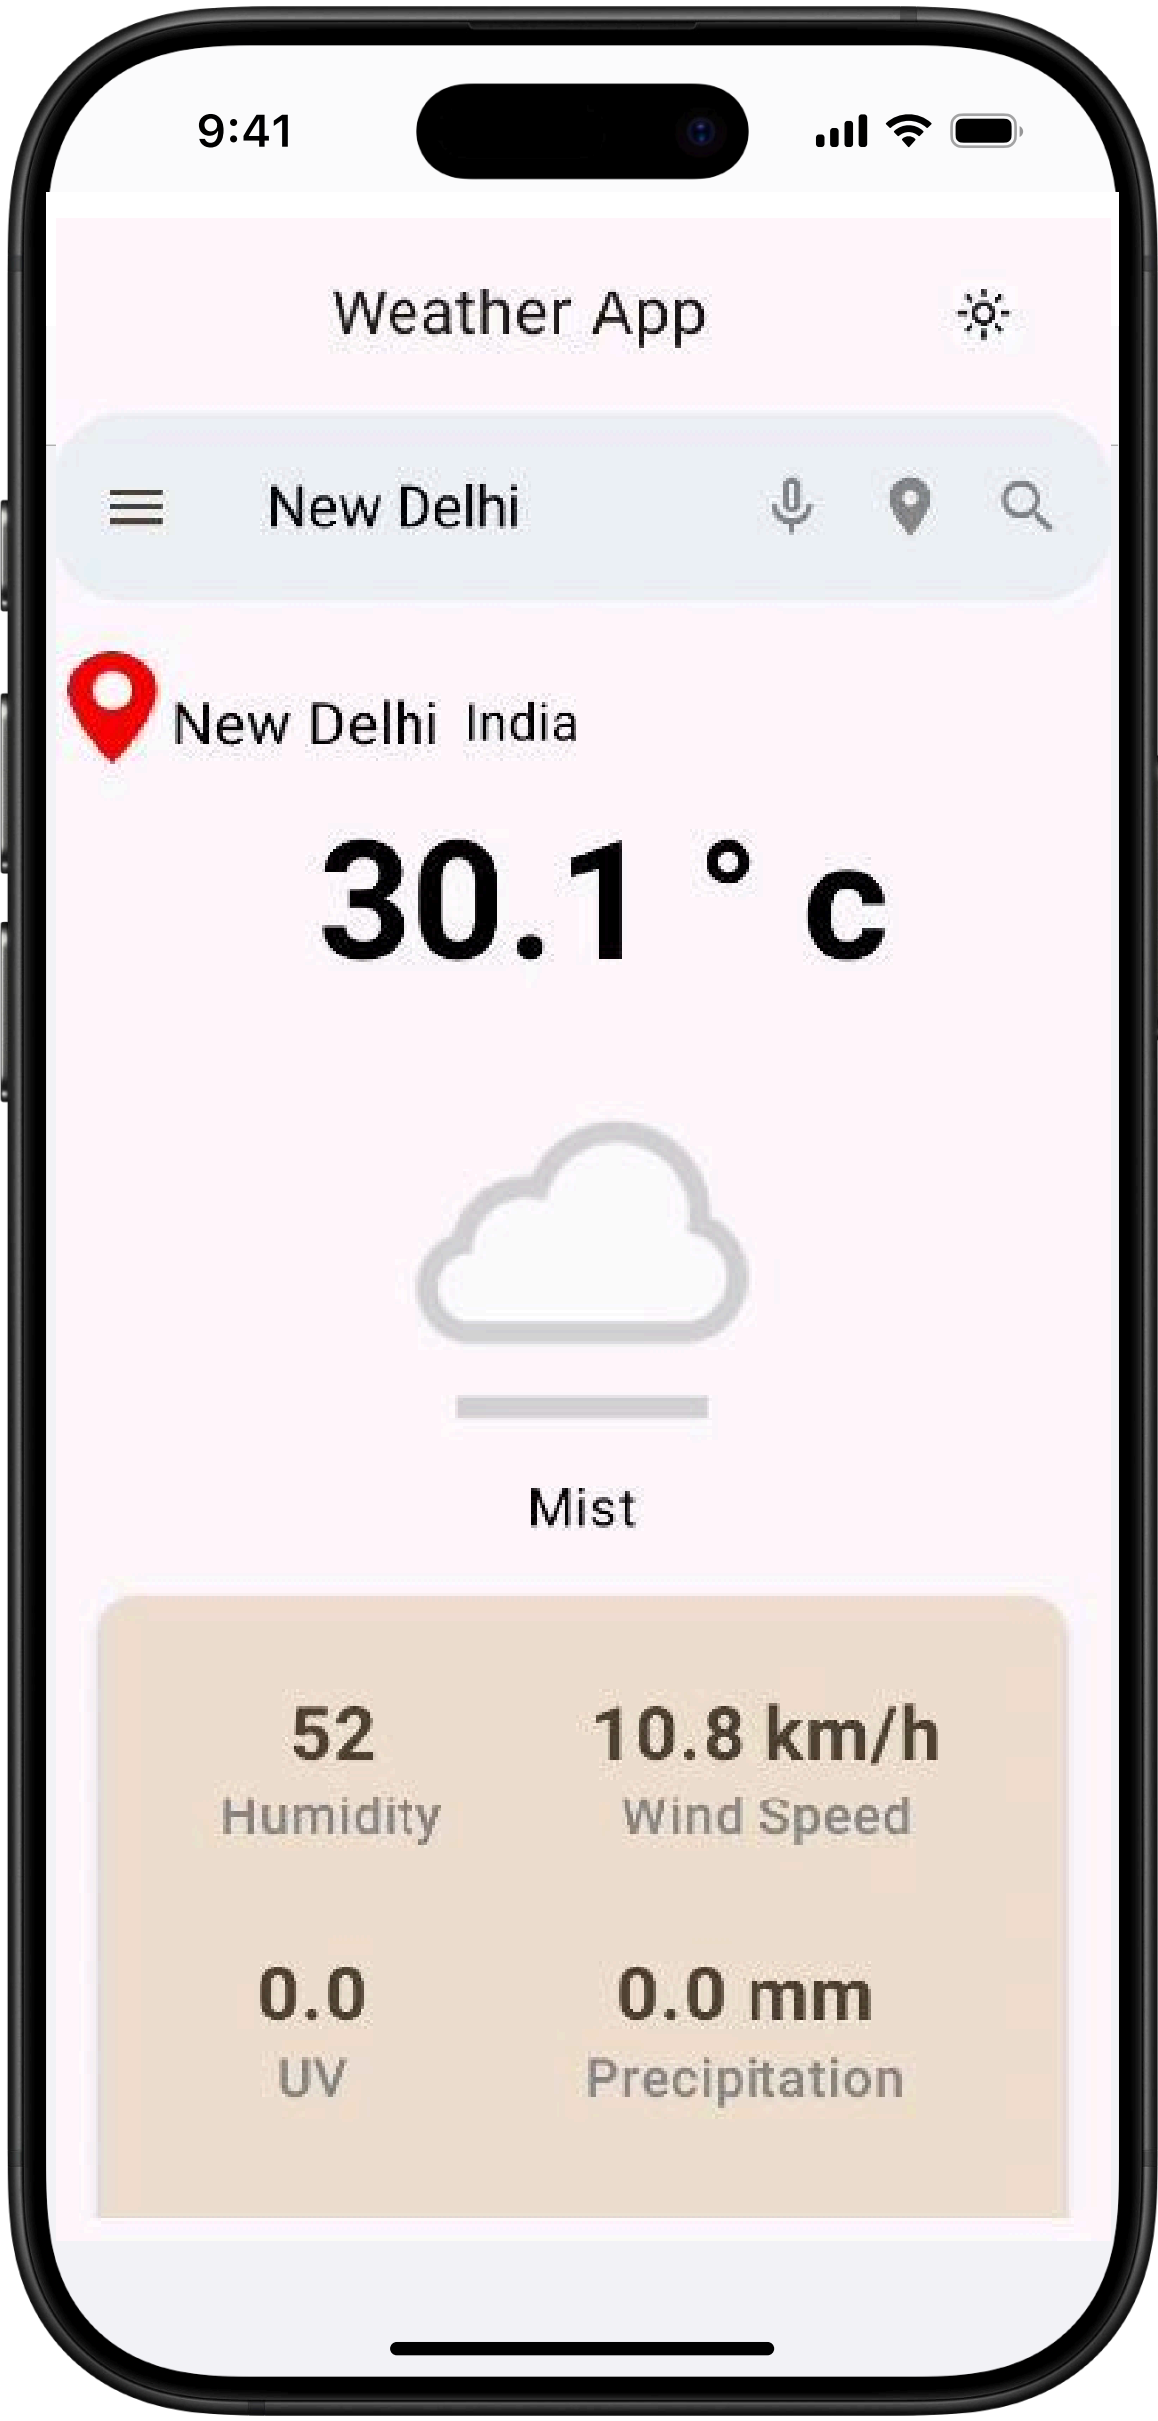 9:41
Weather App
New Delhi
New Delhi India
30.1 ° c
Mist
52 10.8 km/h
Humidity Wind Speed
0.0 0.0 mm
UV Precipitation